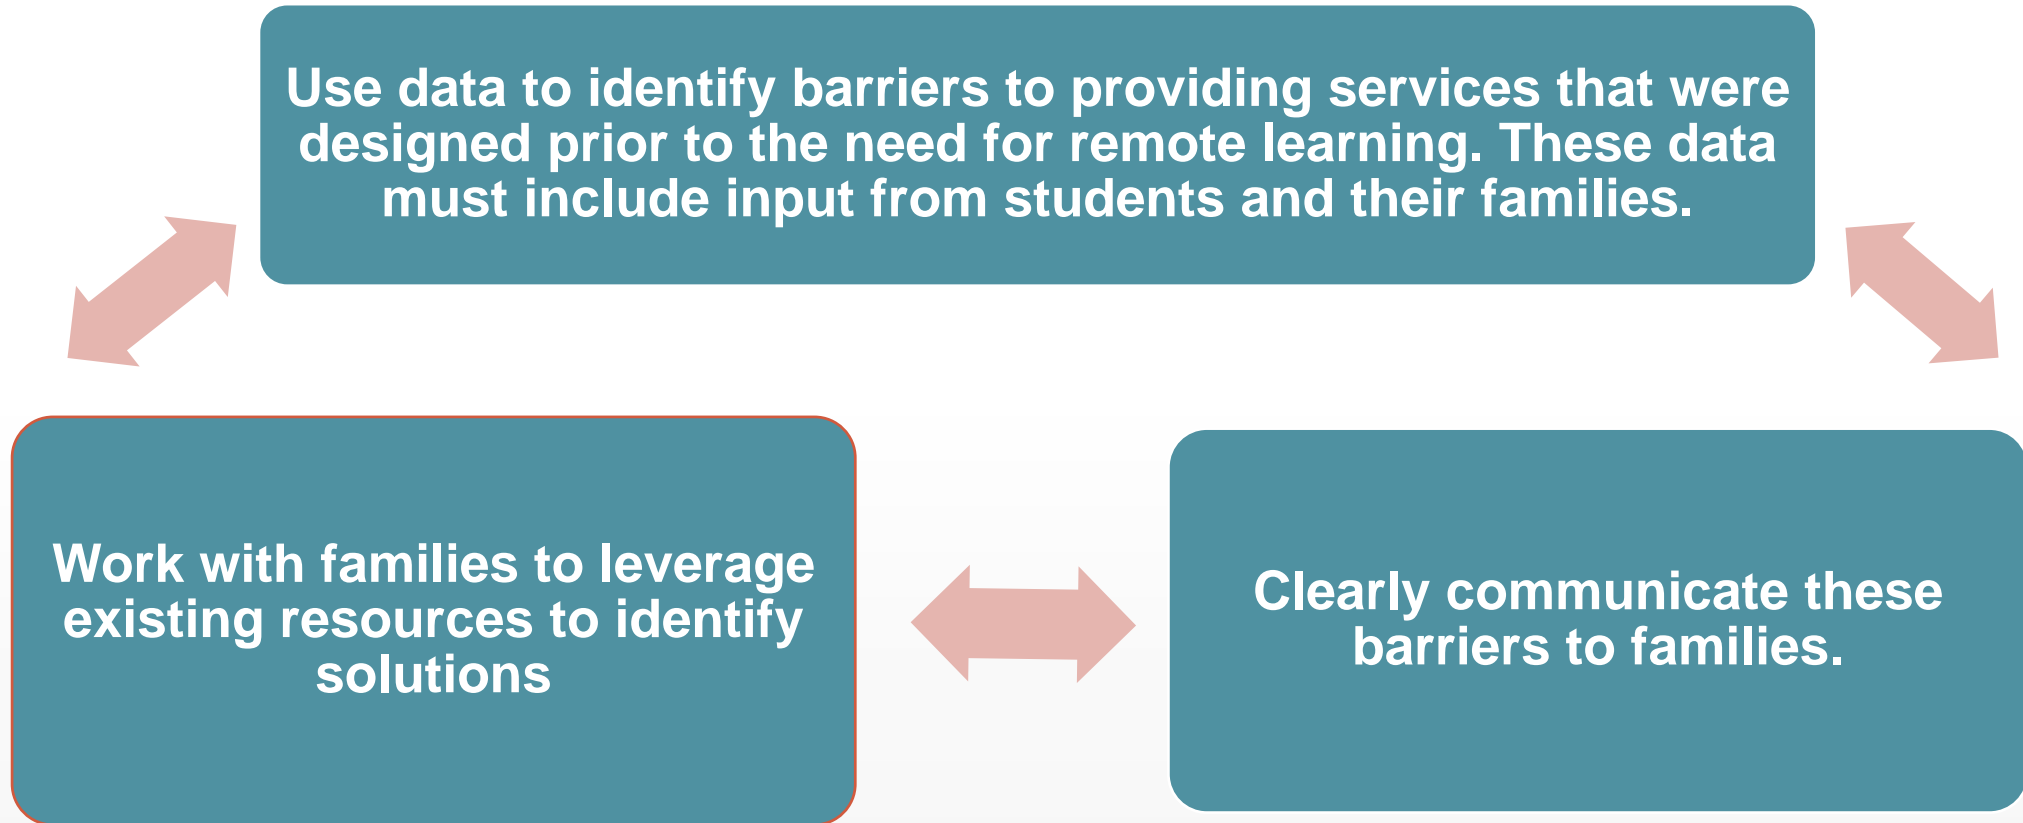 Use data to identify barriers to providing services that were
designed prior to the need for remote learning. These data
must include input from students and their families.
Work with families to leverage
existing resources to identify
solutions
Clearly communicate these
barriers to families.